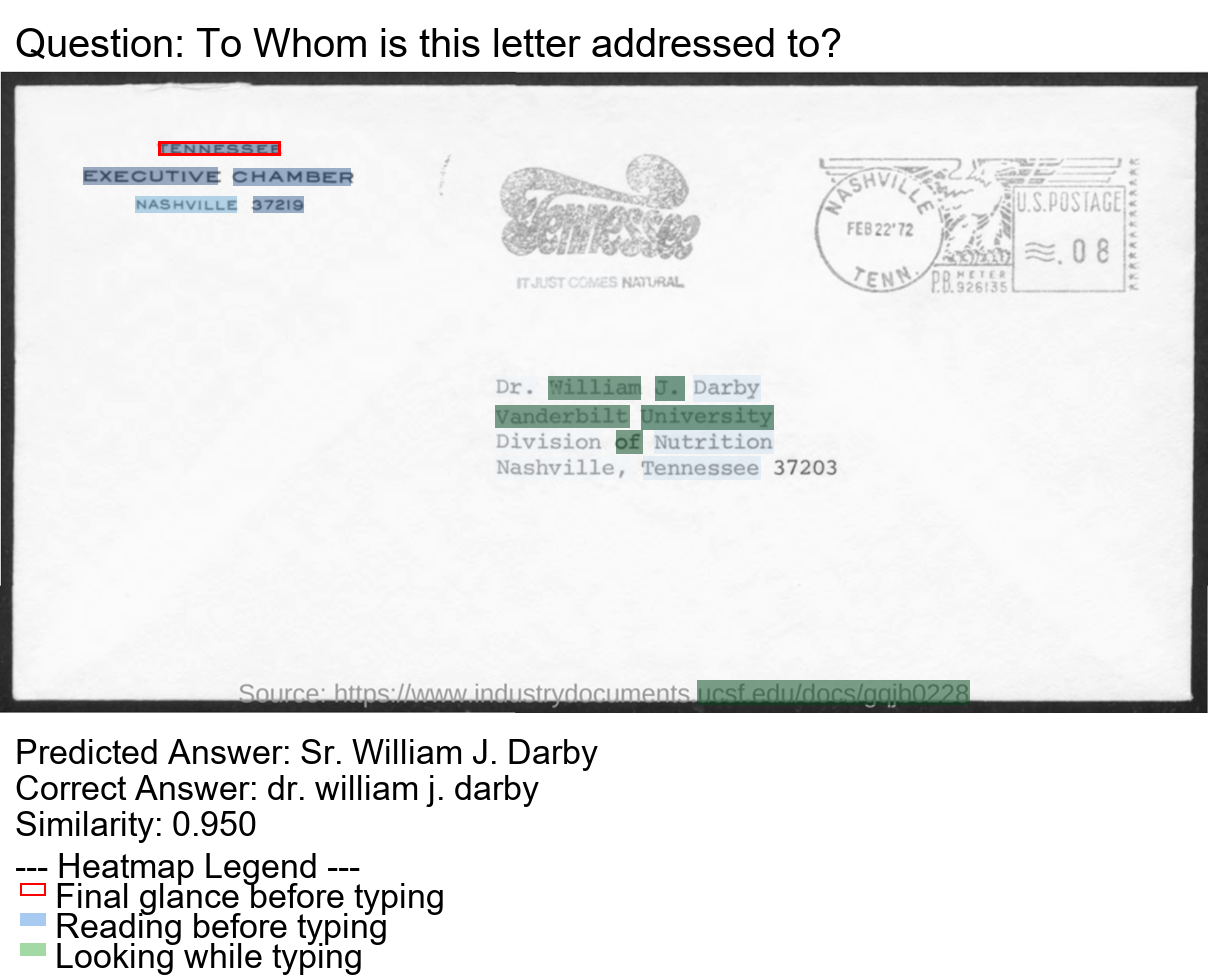 Question: To Whom is this letter addressed to?
TENNESSEE
EXECUTIVE CHAMBER
NASHVILLE 37219
Tennessee
IT JUST COMES NATURAL
NASHVILLE
FEB 22 '72
TENN.
P.B. METER
926135
U.S. POSTAGE
.08
Dr. William J. Darby
Vanderbilt University
Division of Nutrition
Nashville, Tennessee 37203
Source: https://www.industrydocuments.ucsf.edu/docs/gqjb0228
Predicted Answer: Sr. William J. Darby
Correct Answer: dr. william j. darby
Similarity: 0.950
--- Heatmap Legend ---
Final glance before typing
Reading before typing
Looking while typing